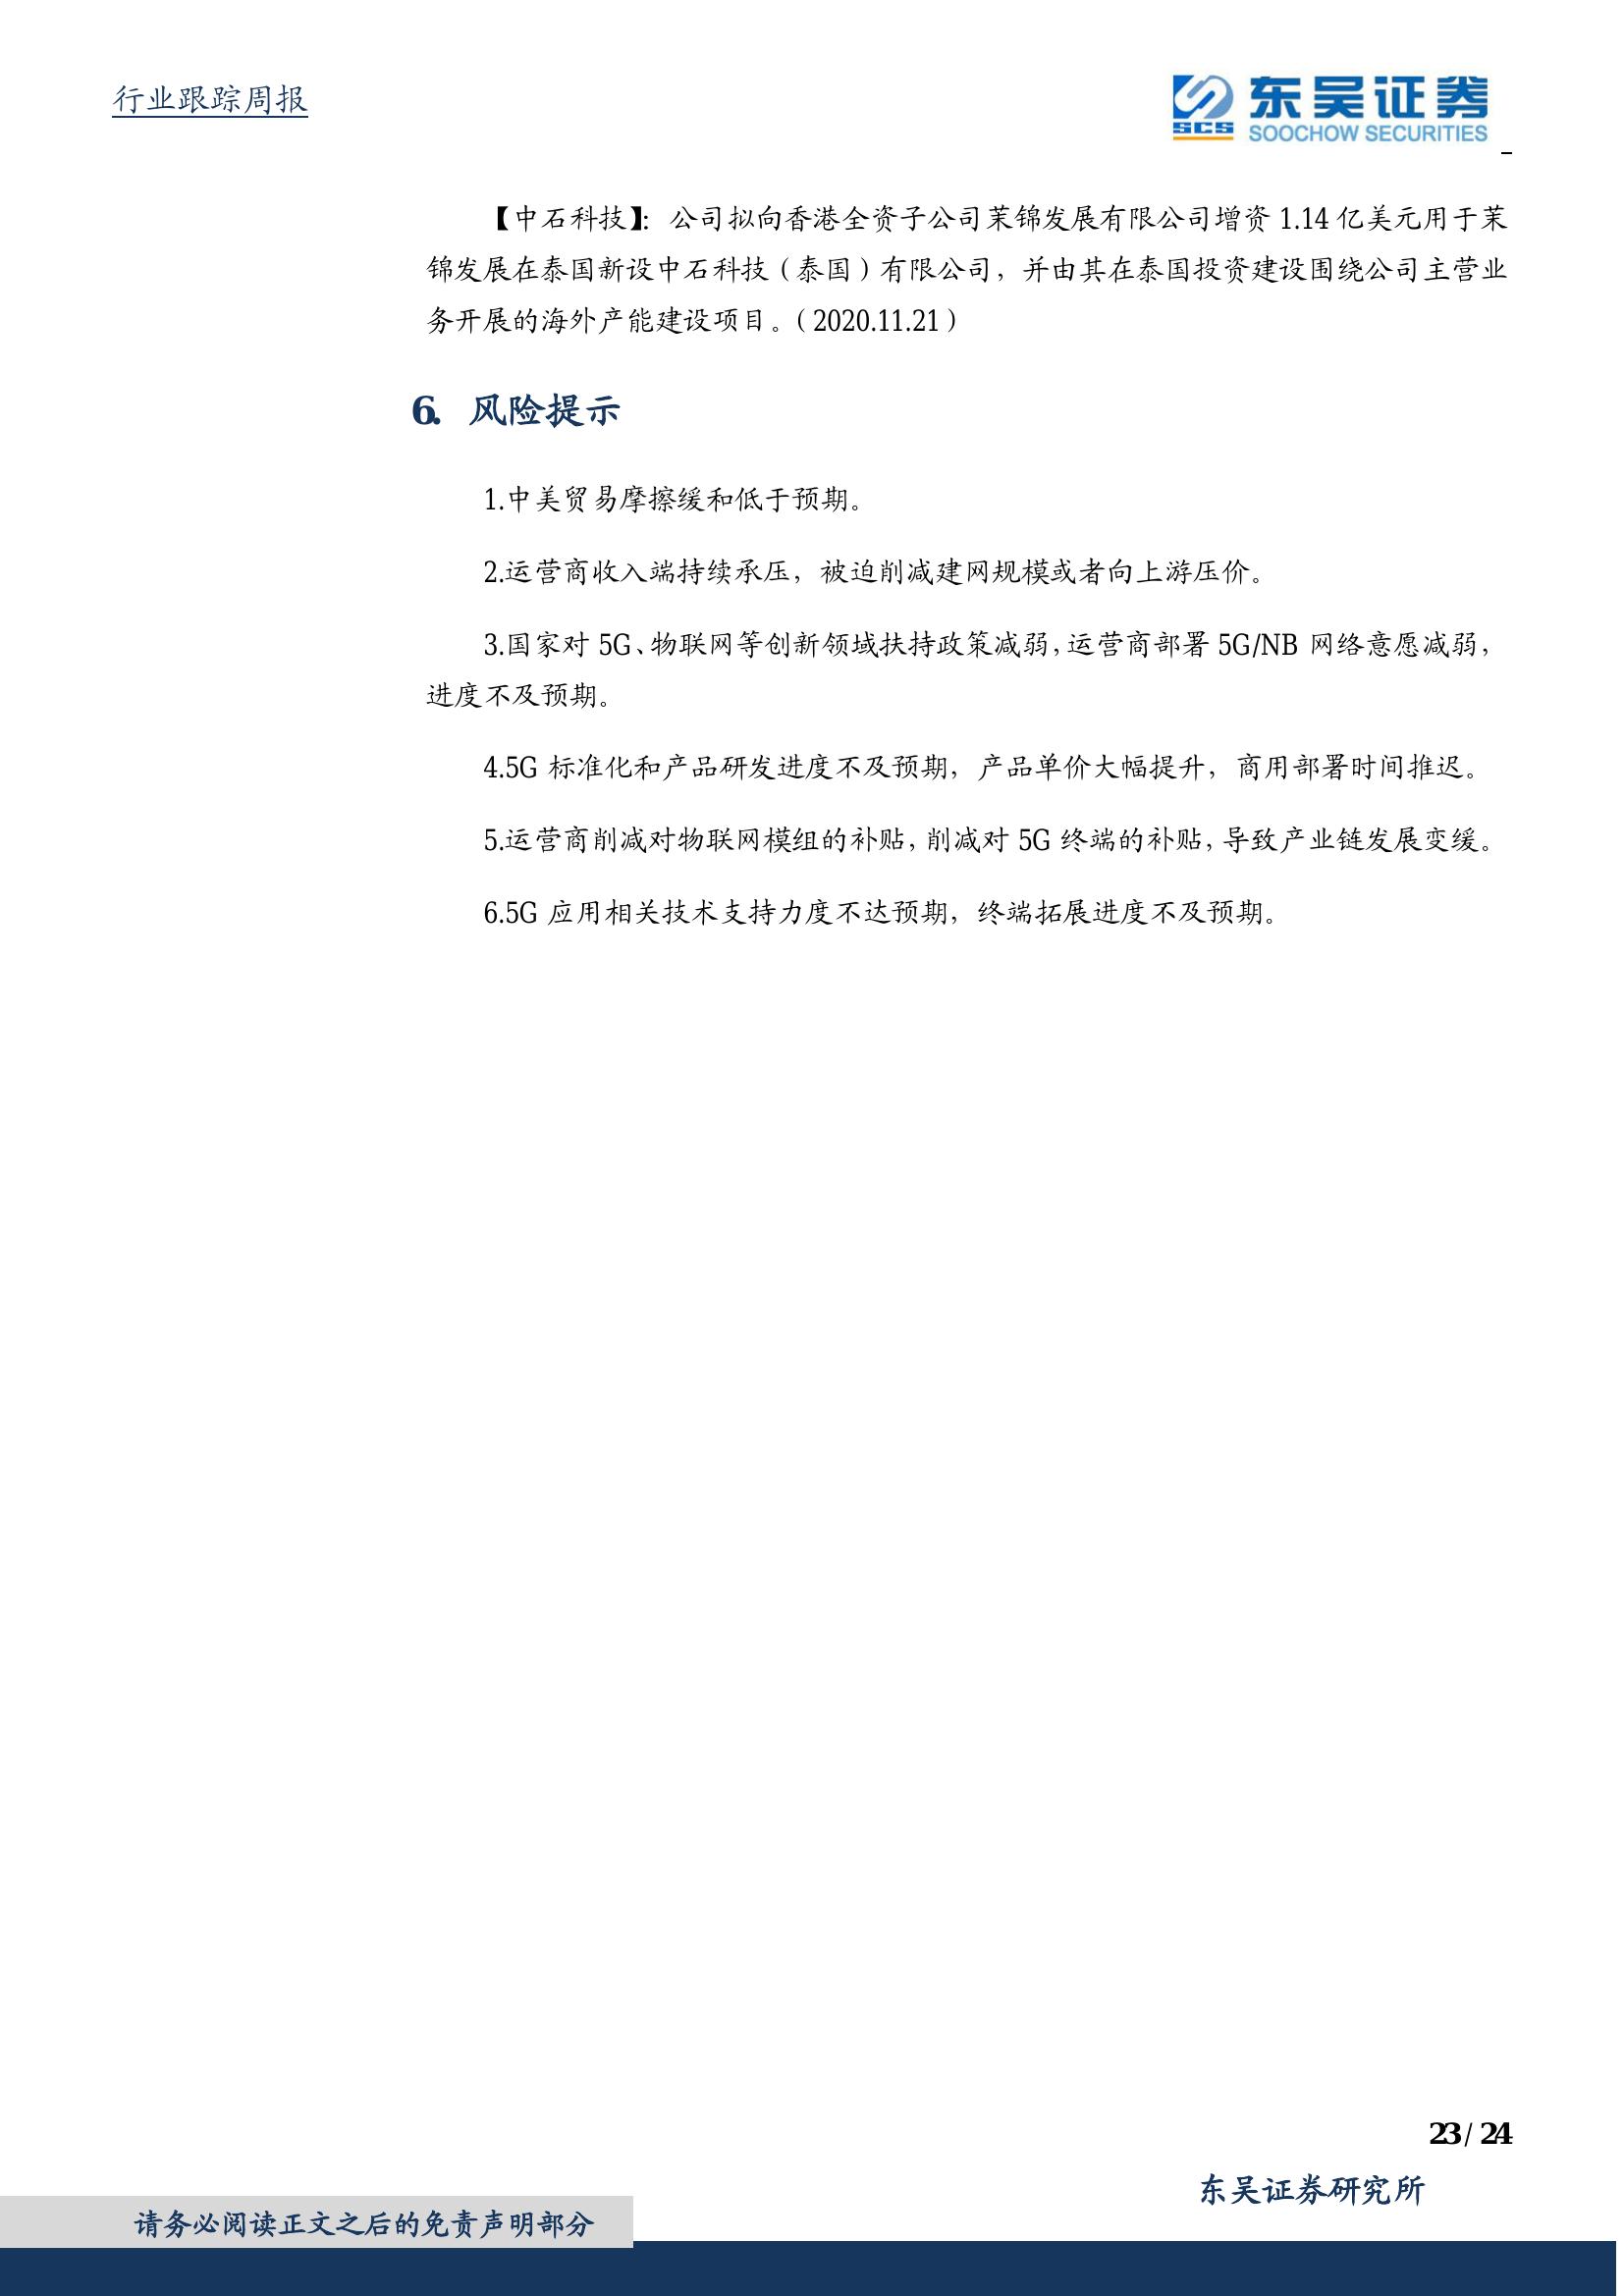 行业跟踪周报
SCS
东吴证券
SOOCHOW SECURITIES
【中石科技】：公司拟向香港全资子公司茉锦发展有限公司增资 1.14 亿美元用于茉
锦发展在泰国新设中石科技（泰国）有限公司，并由其在泰国投资建设围绕公司主营业
务开展的海外产能建设项目。（2020.11.21）
6. 风险提示
1.中美贸易摩擦缓和低于预期。
2.运营商收入端持续承压，被迫削减建网规模或者向上游压价。
3.国家对 5G、物联网等创新领域扶持政策减弱，运营商部署 5G/NB 网络意愿减弱，
进度不及预期。
4.5G 标准化和产品研发进度不及预期，产品单价大幅提升，商用部署时间推迟。
5.运营商削减对物联网模组的补贴，削减对 5G 终端的补贴，导致产业链发展变缓。
6.5G 应用相关技术支持力度不达预期，终端拓展进度不及预期。
23 / 24
东吴证券研究所
请务必阅读正文之后的免责声明部分